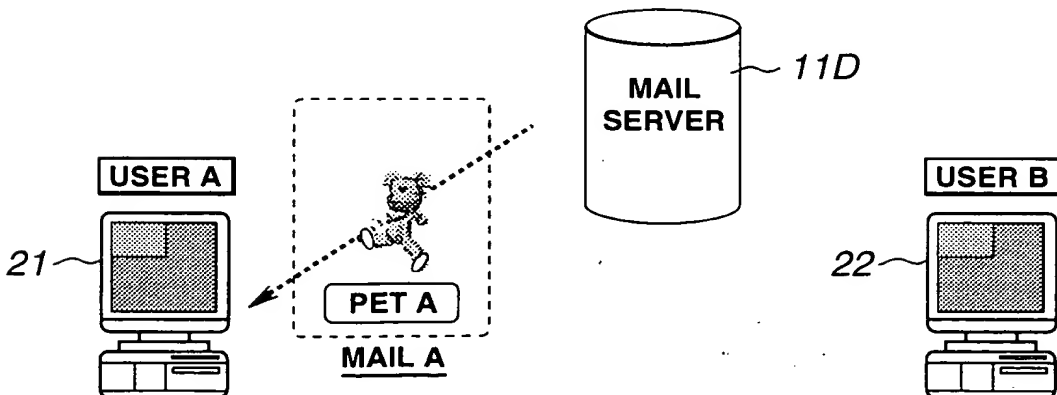 MAIL
SERVER
11D
USER A
USER B
21
22
PET A
MAIL A